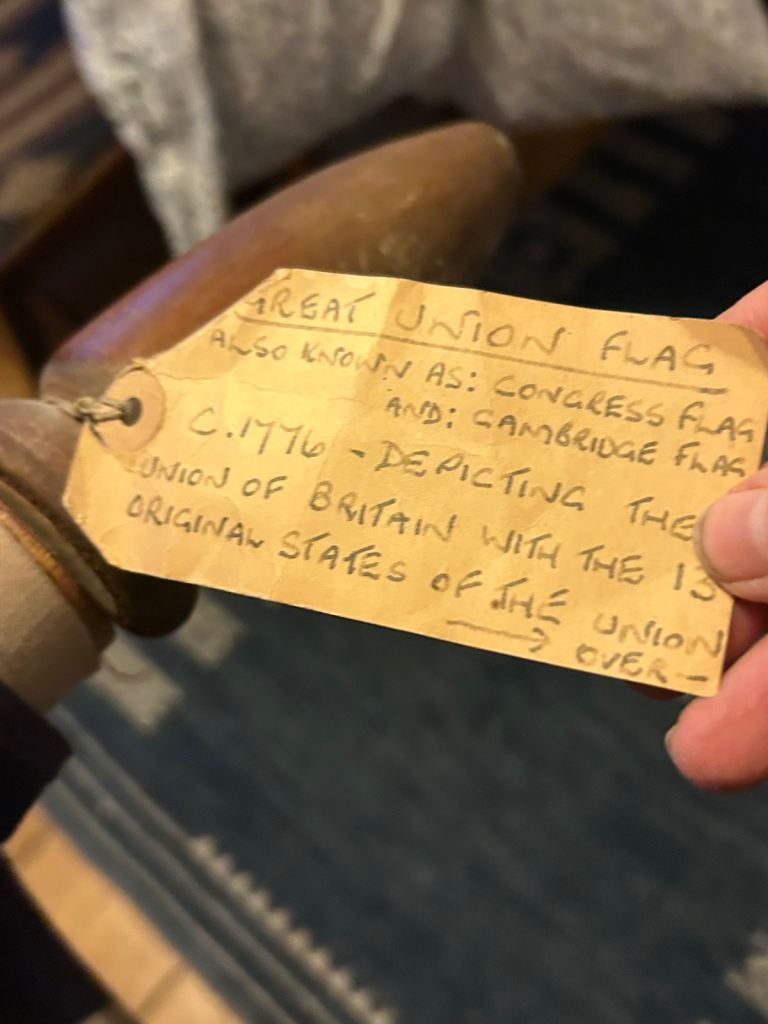 GREAT UNION FLAG
ALSO KNOWN AS: CONGRESS FLAG
AND: CAMBRIDGE FLAG
C.1776 - DEPICTING THE
UNION OF BRITAIN WITH THE 13
ORIGINAL STATES OF THE UNION
→ OVER -